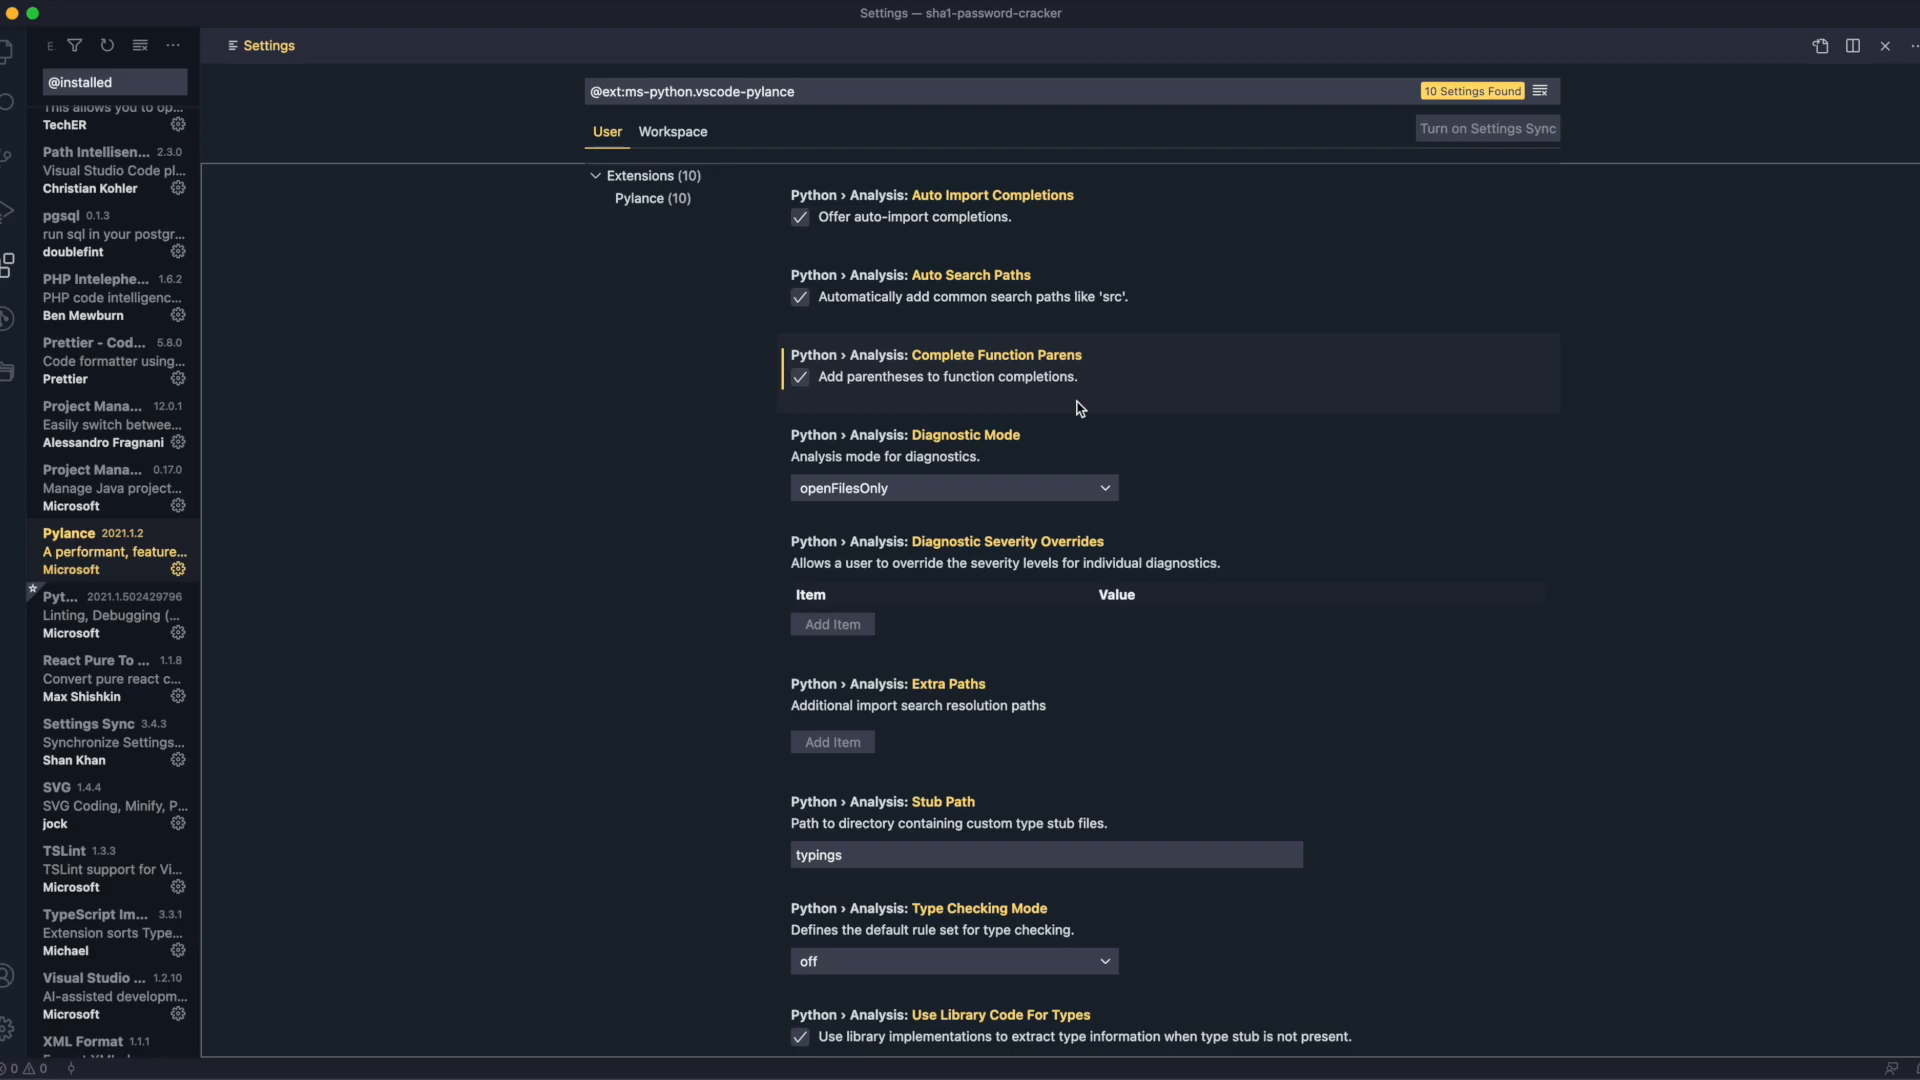 Settings — sha1-password-cracker
E.
Settings
@installed
This allows you to op...
TechER
Path Intellisen... 2.3.0
Visual Studio Code pl...
Christian Kohler
pgsql 0.1.3
run sql in your postgr...
doublefint
PHP Intelephe... 1.6.2
PHP code intelligenc...
Ben Mewburn
Prettier - Cod... 5.8.0
Code formatter using...
Prettier
Project Mana... 12.0.1
Easily switch betwee...
Alessandro Fragnani
Project Mana... 0.17.0
Manage Java project...
Microsoft
Pylance 2021.1.2
A performant, feature...
Microsoft
Pyt... 2021.1.502429796
Linting, Debugging (...
Microsoft
React Pure To ... 1.1.8
Convert pure react c...
Max Shishkin
Settings Sync 3.4.3
Synchronize Settings...
Shan Khan
SVG 1.4.4
SVG Coding, Minify, P...
jock
TSLint 1.3.3
TSLint support for Vi...
Microsoft
TypeScript Im... 3.3.1
Extension sorts Type...
Michael
Visual Studio ... 1.2.10
AI-assisted developm...
Microsoft
XML Format 1.1.1
@ext:ms-python.vscode-pylance
10 Settings Found
User Workspace
Turn on Settings Sync
Extensions (10)
Pylance (10)
Python › Analysis: Auto Import Completions
Offer auto-import completions.
Python › Analysis: Auto Search Paths
Automatically add common search paths like 'src'.
Python › Analysis: Complete Function Parens
Add parentheses to function completions.
Python › Analysis: Diagnostic Mode
Analysis mode for diagnostics.
openFilesOnly
Python › Analysis: Diagnostic Severity Overrides
Allows a user to override the severity levels for individual diagnostics.
Item Value
Add Item
Python › Analysis: Extra Paths
Additional import search resolution paths
Add Item
Python › Analysis: Stub Path
Path to directory containing custom type stub files.
typings
Python › Analysis: Type Checking Mode
Defines the default rule set for type checking.
off
Python › Analysis: Use Library Code For Types
Use library implementations to extract type information when type stub is not present.
0 0